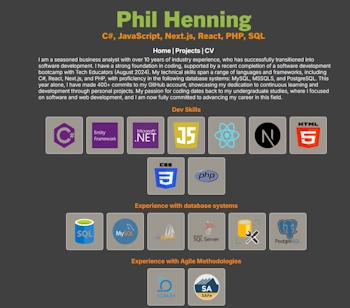 Phil Henning
C#, JavaScript, Next.js, React, PHP, SQL
Home | Projects | CV
I am a seasoned business analyst with over 10 years of industry experience, who has successfully transitioned into
software development. I have a strong foundation in coding, supported by a recent completion of a software development
bootcamp with Tech Educators (August 2024). My technical skills span a range of languages and frameworks, including
C#, React, Next.js, and PHP, with proficiency in the following database systems: MySQL, MSSQLS, and PostgreSQL. This
year alone, I have made 400+ commits to my GitHub account, showcasing my dedication to continuous learning and
development through personal projects. My passion for coding dates back to my undergraduate studies, where I focused
on software and web development, and I am now fully committed to advancing my career in this field.
Dev Skills
C#
Entity
Framework
Microsoft
.NET
JS
N
HTML
5
CSS
3
php
Experience with database systems
SQL
MySQL
SQL Server
PostgreSQL
Experience with Agile Methodologies
SCRUM
SA
SAFe